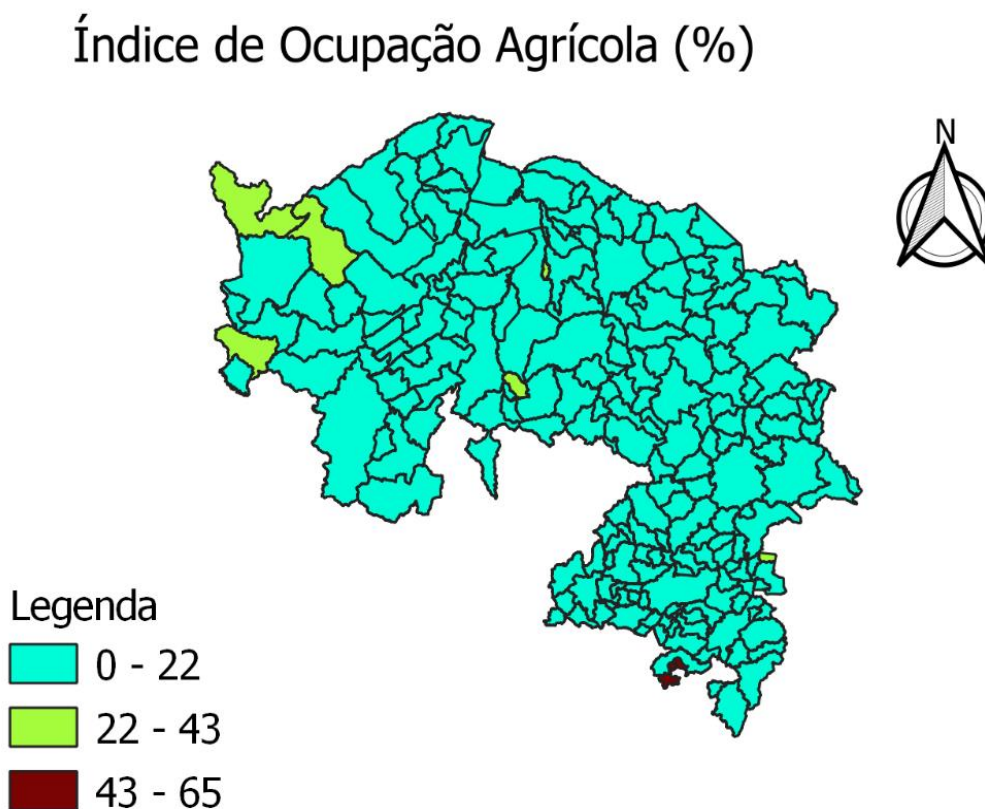 Índice de Ocupação Agrícola (%)
N
Legenda
0 - 22
22 - 43
43 - 65